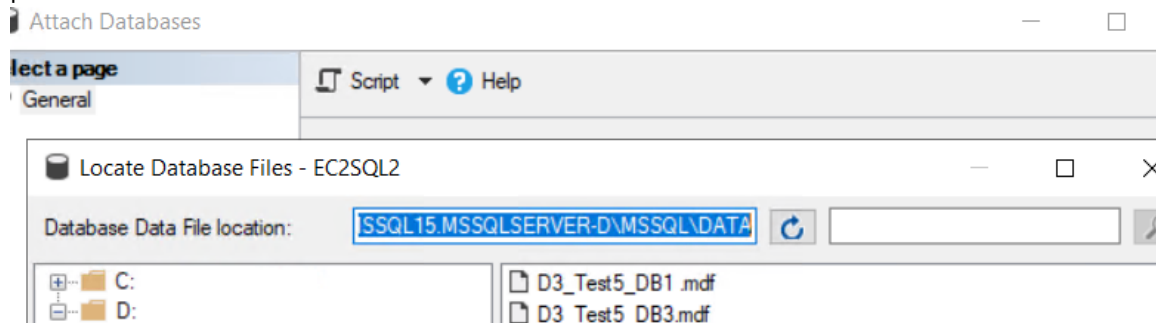 Attach Databases
lect a page
Script
Help
General
Locate Database Files - EC2SQL2
Database Data File location:
SSQL15.MSSQLSERVER-D\MSSQL\DATA
C:
D3_Test5_DB1 .mdf
D:
D3_Test5_DB3.mdf